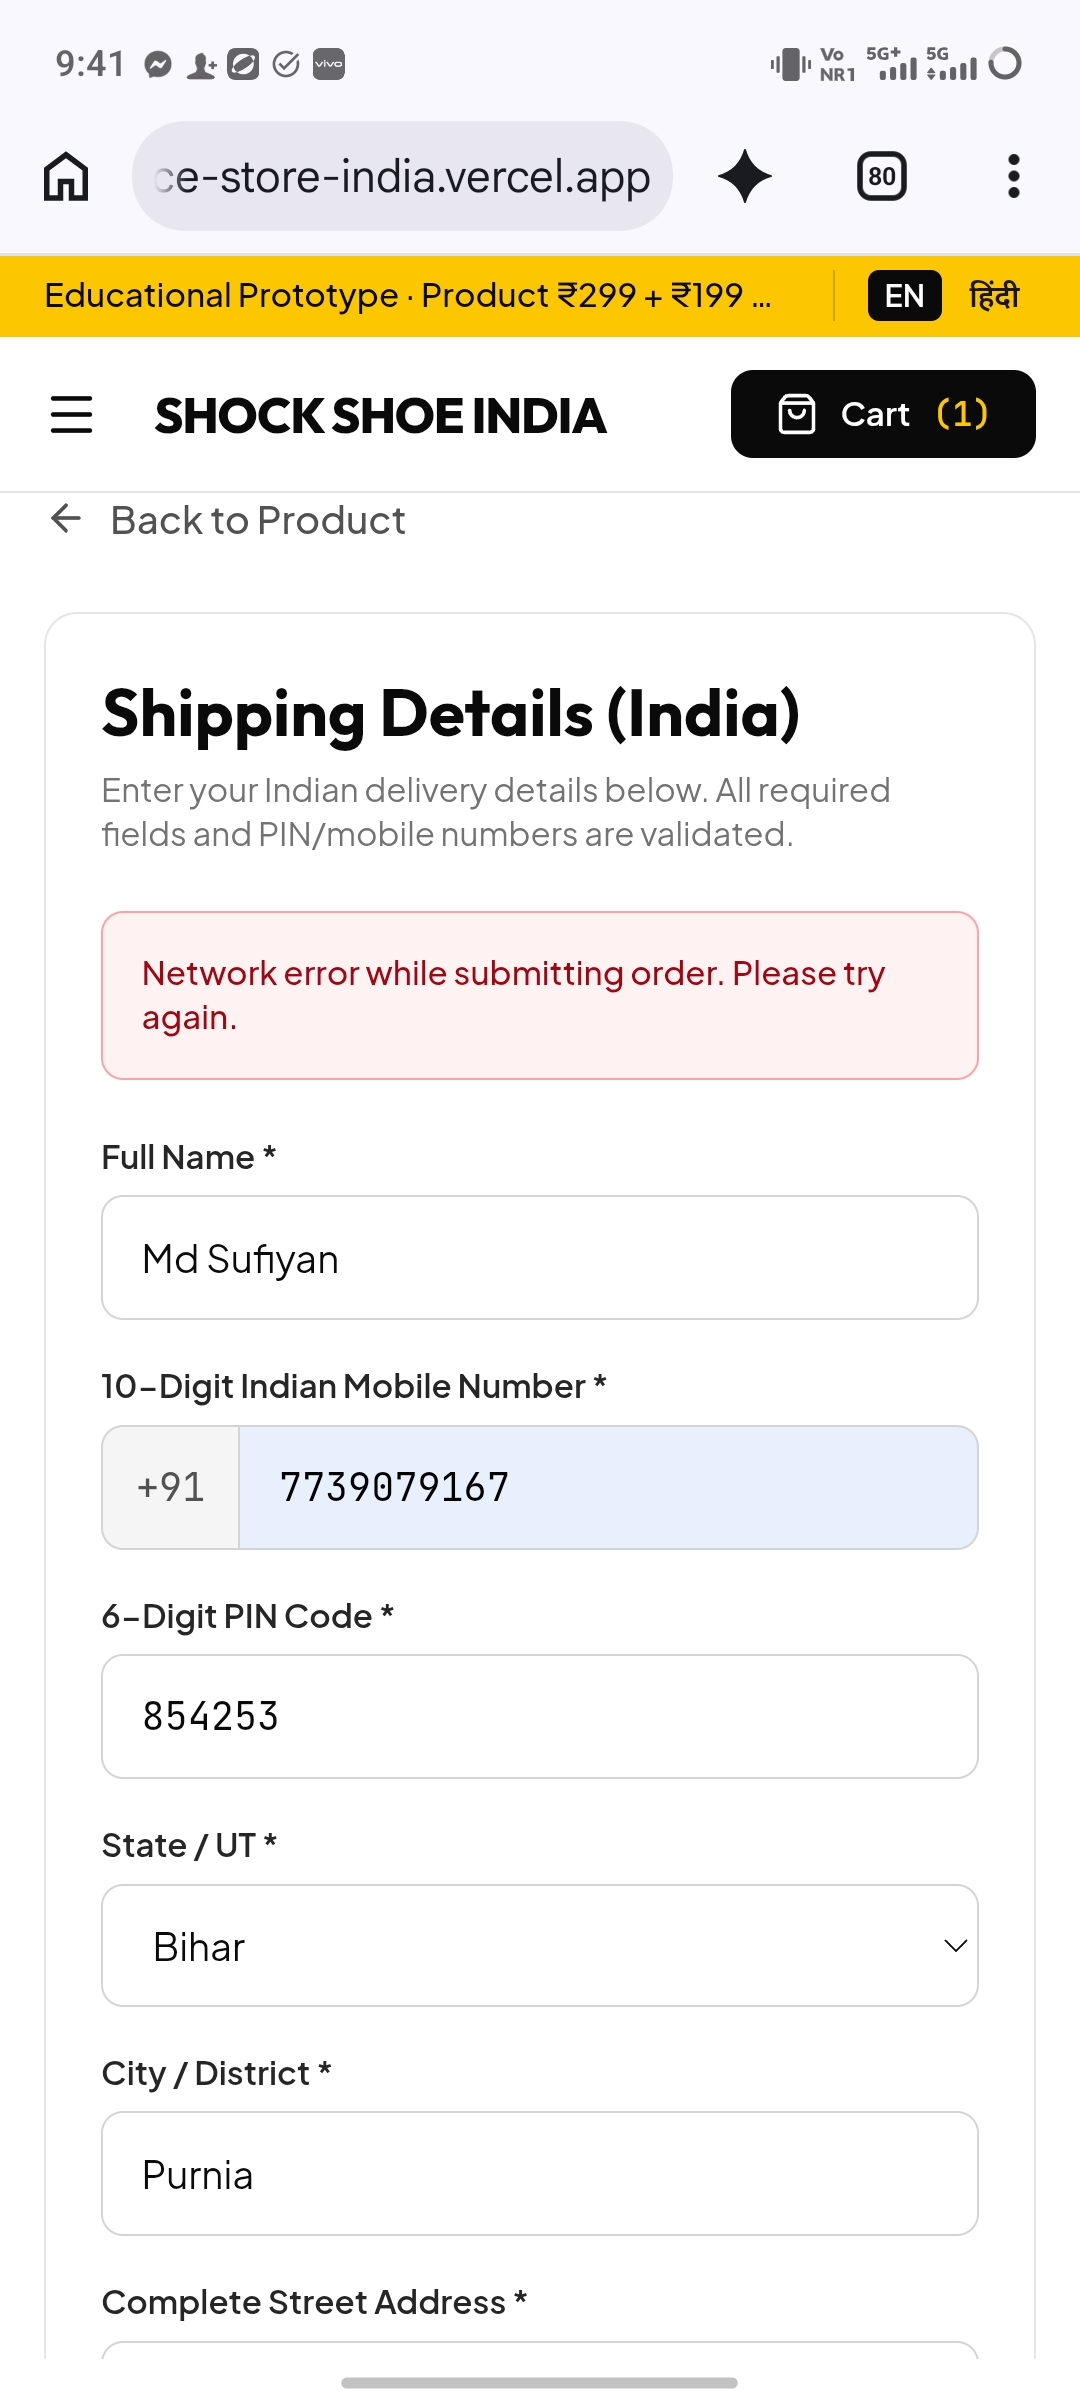 9:41
vivo
Vo
NR1
5G+
5G
ce-store-india.vercel.app
80
Educational Prototype · Product ₹299 + ₹199 ...
EN
हिंदी
SHOCK SHOE INDIA
Cart (1)
Back to Product
Shipping Details (India)
Enter your Indian delivery details below. All required
fields and PIN/mobile numbers are validated.
Network error while submitting order. Please try
again.
Full Name *
Md Sufiyan
10-Digit Indian Mobile Number *
+91 7739079167
6-Digit PIN Code *
854253
State / UT *
Bihar
City / District *
Purnia
Complete Street Address *